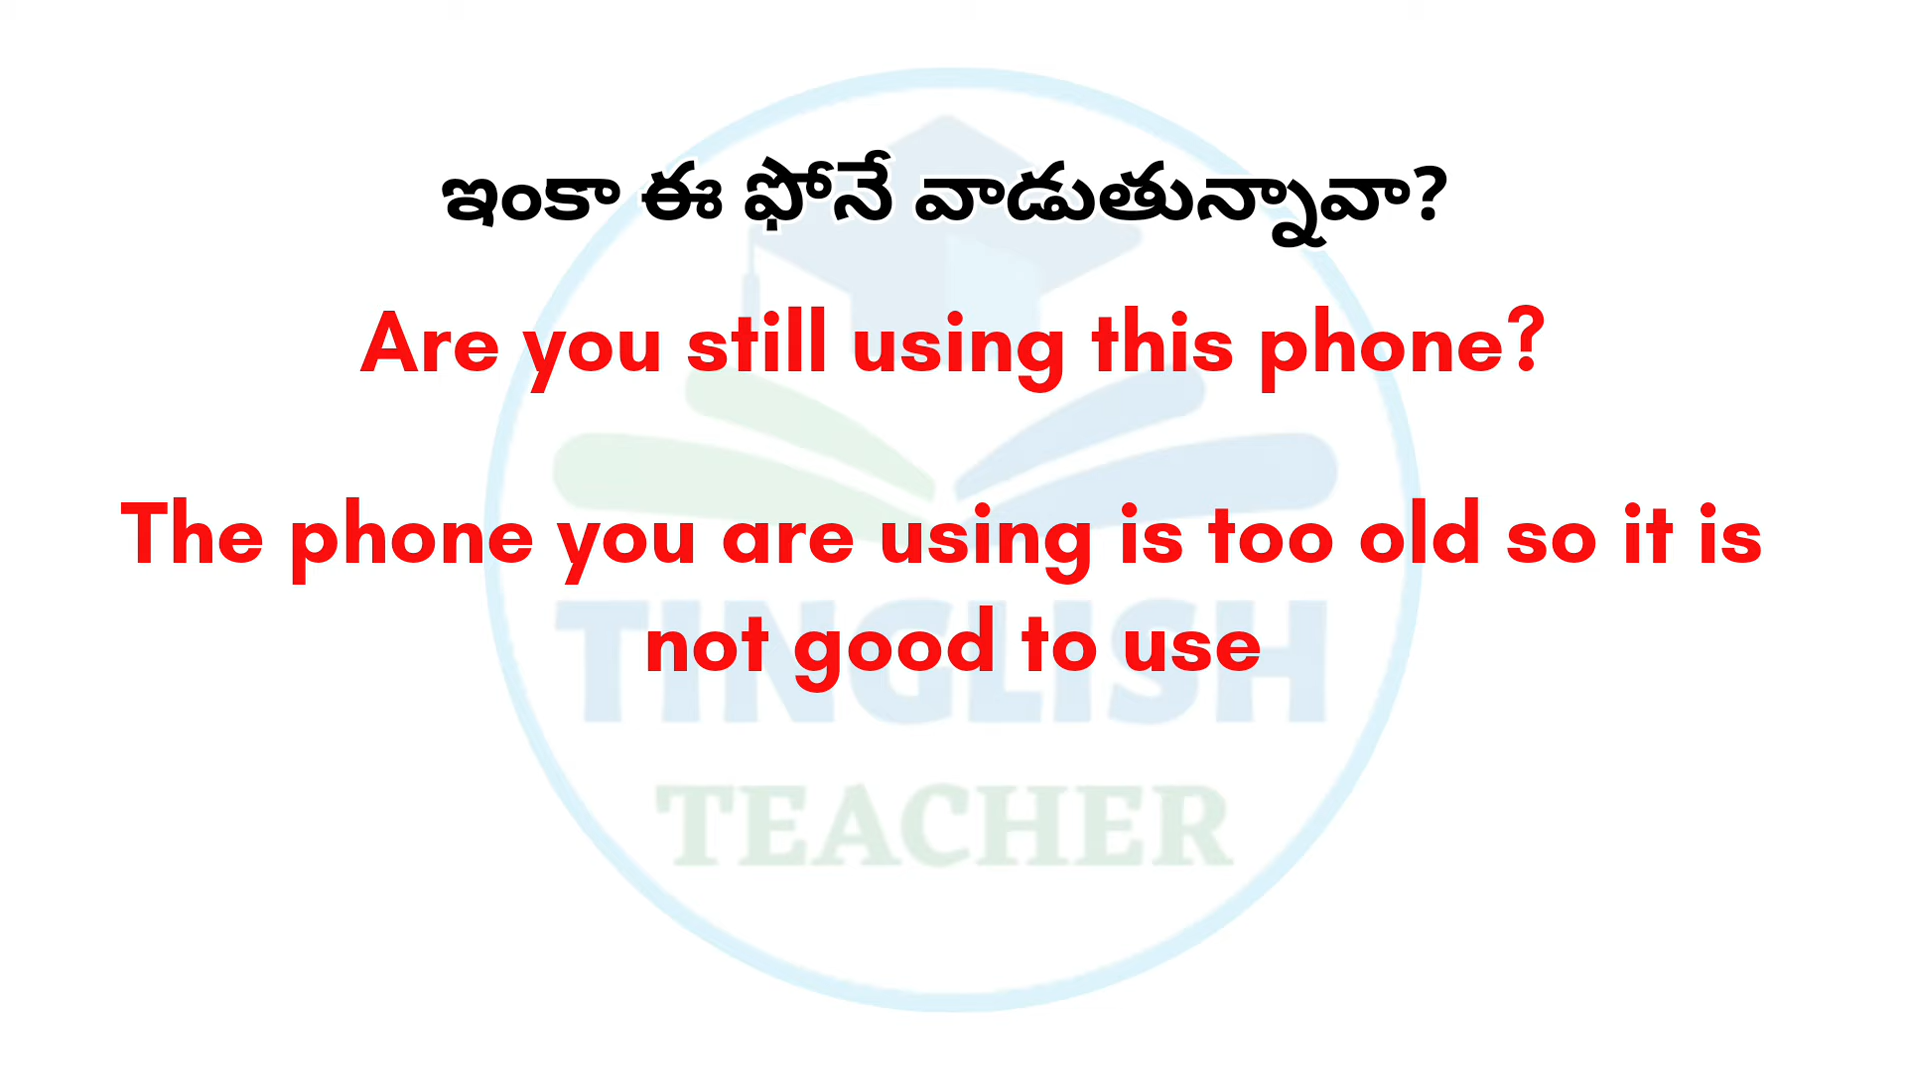 ఇంకా ఈ ఫోనే వాడుతున్నావా?
Are you still using this phone?
The phone you are using is too old so it is
not good to use
TINGLISH
TEACHER